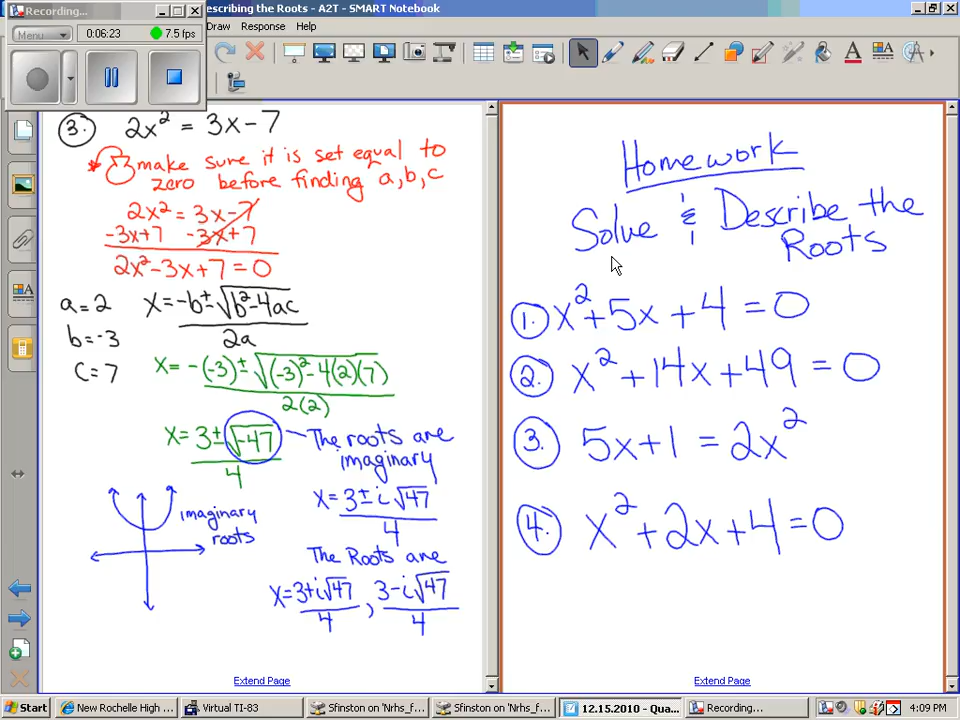 Recording...
escribing the Roots - A2T - SMART Notebook
Menu
0:06:23
7.5 fps
Draw Response Help
3. 2x² = 3x - 7
make sure it is set equal to
zero before finding a, b, c
2x² = 3x - 7
-3x+7 -3x+7
2x² - 3x + 7 = 0
a = 2
b = -3
c = 7
x = -b ± √b² - 4ac
2a
x = -(-3) ± √(-3)² - 4(2)(7)
2(2)
x = 3 ± √-47
4
The roots are
imaginary
x = 3 ± i√47
4
imaginary
roots
The Roots are
x = 3+i√47 , 3-i√47
4 4
Extend Page
Homework
Solve & Describe the
Roots
1. x² + 5x + 4 = 0
2. x² + 14x + 49 = 0
3. 5x + 1 = 2x²
4. x² + 2x + 4 = 0
Extend Page
Start
New Rochelle High ...
Virtual TI-83
Sfinston on 'Nrhs_f...
Sfinston on 'Nrhs_f...
12.15.2010 - Qua...
Recording...
4:09 PM